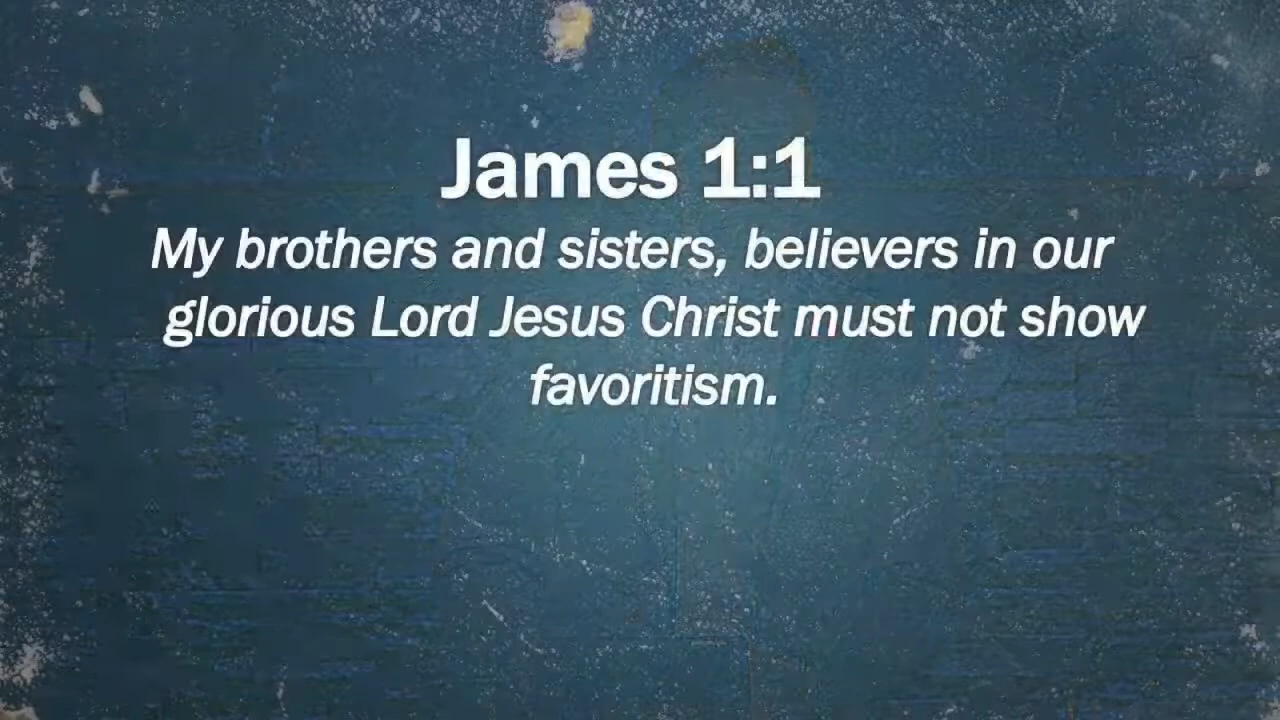 James 1:1
My brothers and sisters, believers in our
glorious Lord Jesus Christ must not show
favoritism.